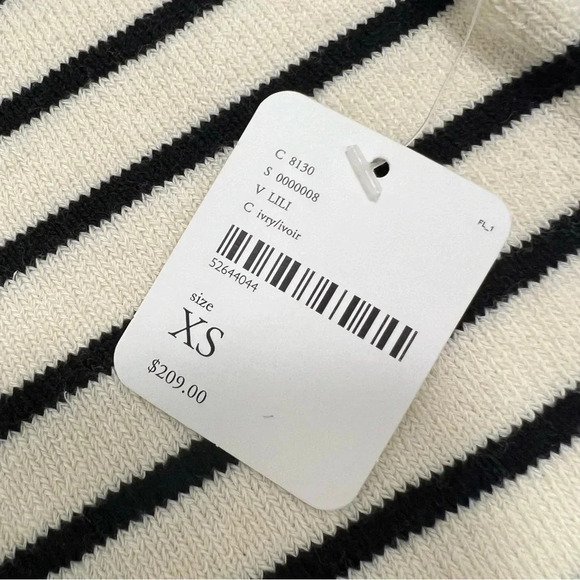 C 8130
S 0000008
V LILI
C ivry/ivoir
FL_1
52644044
size
XS
$209.00